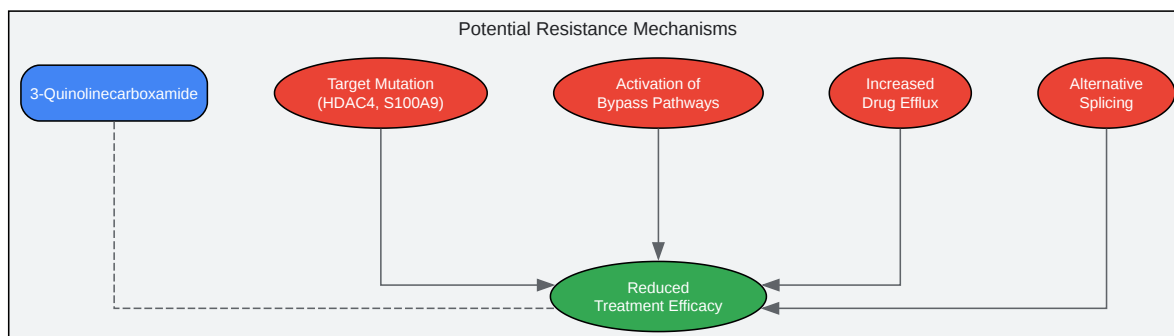 Potential Resistance Mechanisms
3-Quinolinecarboxamide
Target Mutation
(HDAC4, S100A9)
Activation of
Bypass Pathways
Increased
Drug Efflux
Alternative
Splicing
Reduced
Treatment Efficacy